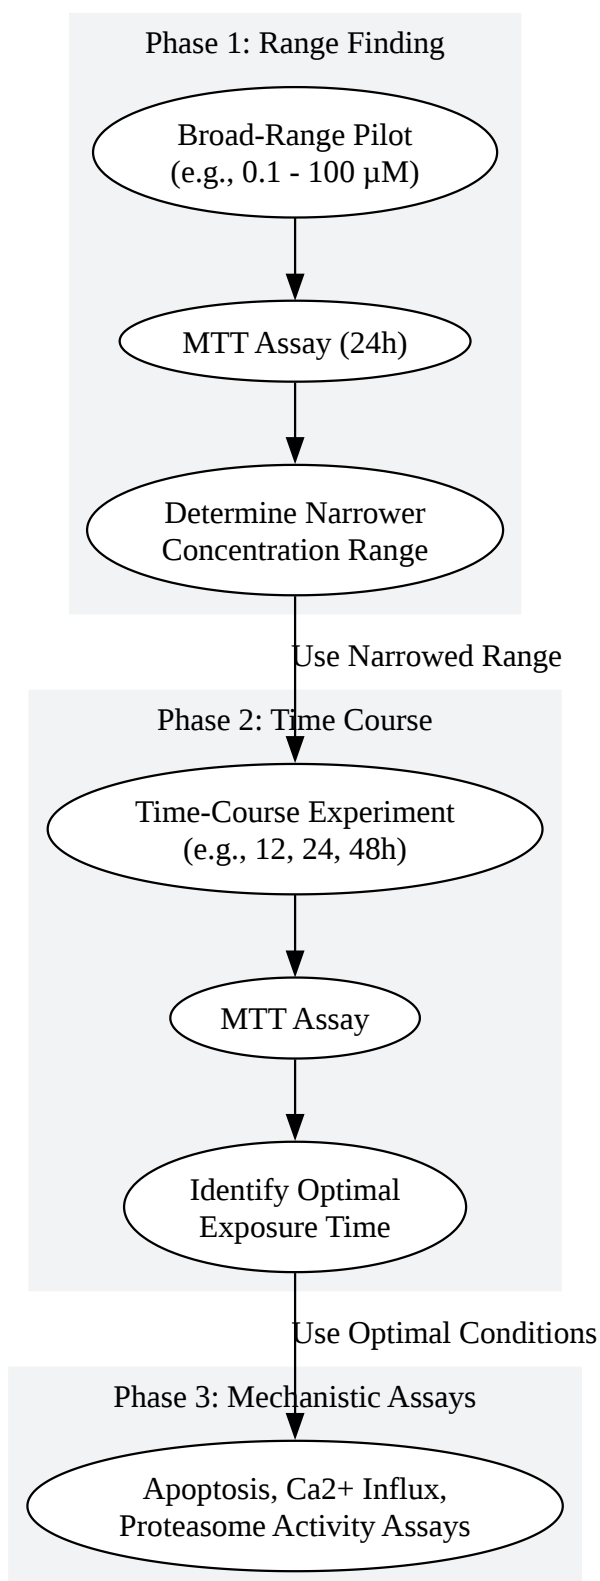 Phase 1: Range Finding
Broad-Range Pilot
(e.g., 0.1 - 100 µM)
MTT Assay (24h)
Determine Narrower
Concentration Range
Use Narrowed Range
Phase 2: Time Course
Time-Course Experiment
(e.g., 12, 24, 48h)
MTT Assay
Identify Optimal
Exposure Time
Use Optimal Conditions
Phase 3: Mechanistic Assays
Apoptosis, Ca2+ Influx,
Proteasome Activity Assays